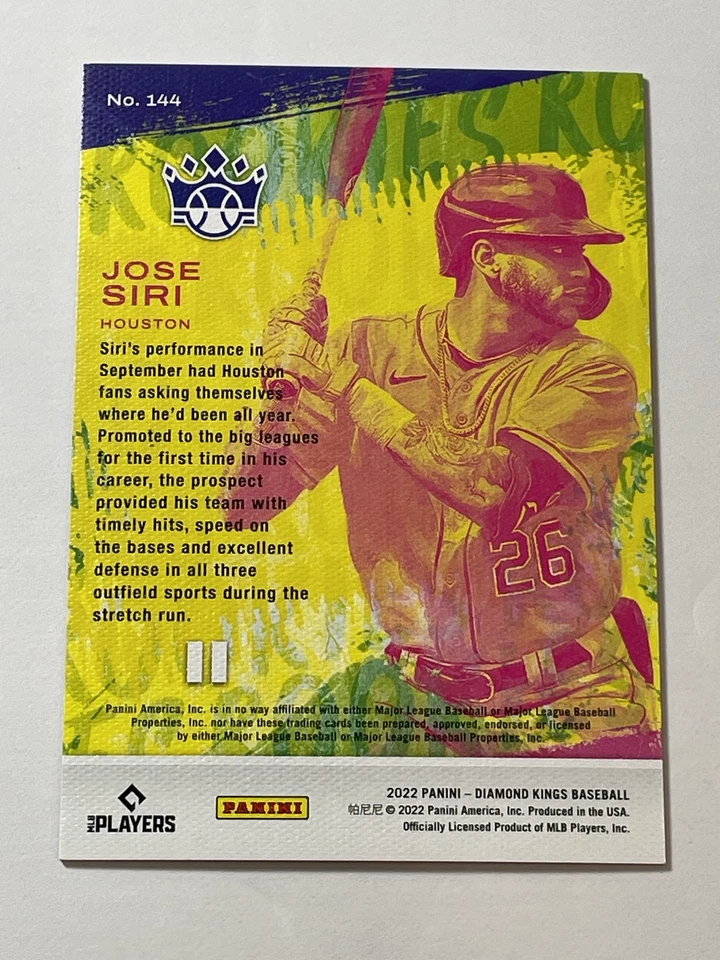 No. 144
ROOKIES RO
JOSE
SIRI
HOUSTON
Siri's performance in
September had Houston
fans asking themselves
where he'd been all year.
Promoted to the big leagues
for the first time in his
career, the prospect
provided his team with
timely hits, speed on
the bases and excellent
defense in all three
outfield sports during the
stretch run.
26
Panini America, Inc. is in no way affiliated with either Major League Baseball or Major League Baseball
Properties, Inc. nor have these trading cards been prepared, approved, endorsed, or licensed
by either Major League Baseball or Major League Baseball Properties, Inc.
MLB PLAYERS
PANINI
2022 PANINI – DIAMOND KINGS BASEBALL
帕尼尼 © 2022 Panini America, Inc. Produced in the USA.
Officially Licensed Product of MLB Players, Inc.